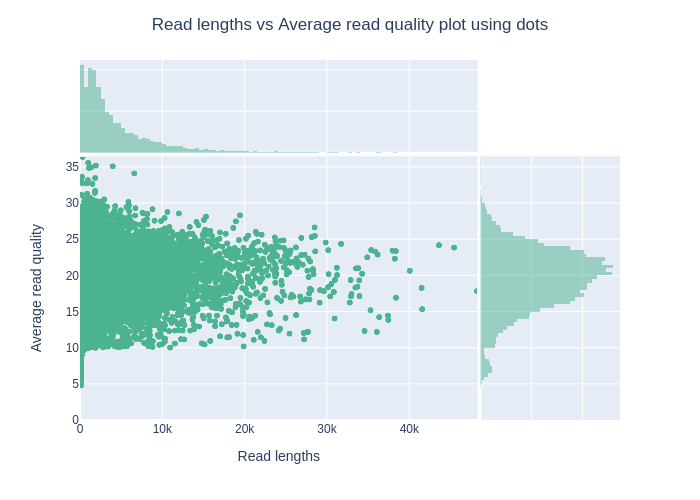 Read lengths vs Average read quality plot using dots
35
30
25
20
15
10
5
0
Average read quality
0 10k 20k 30k 40k
Read lengths